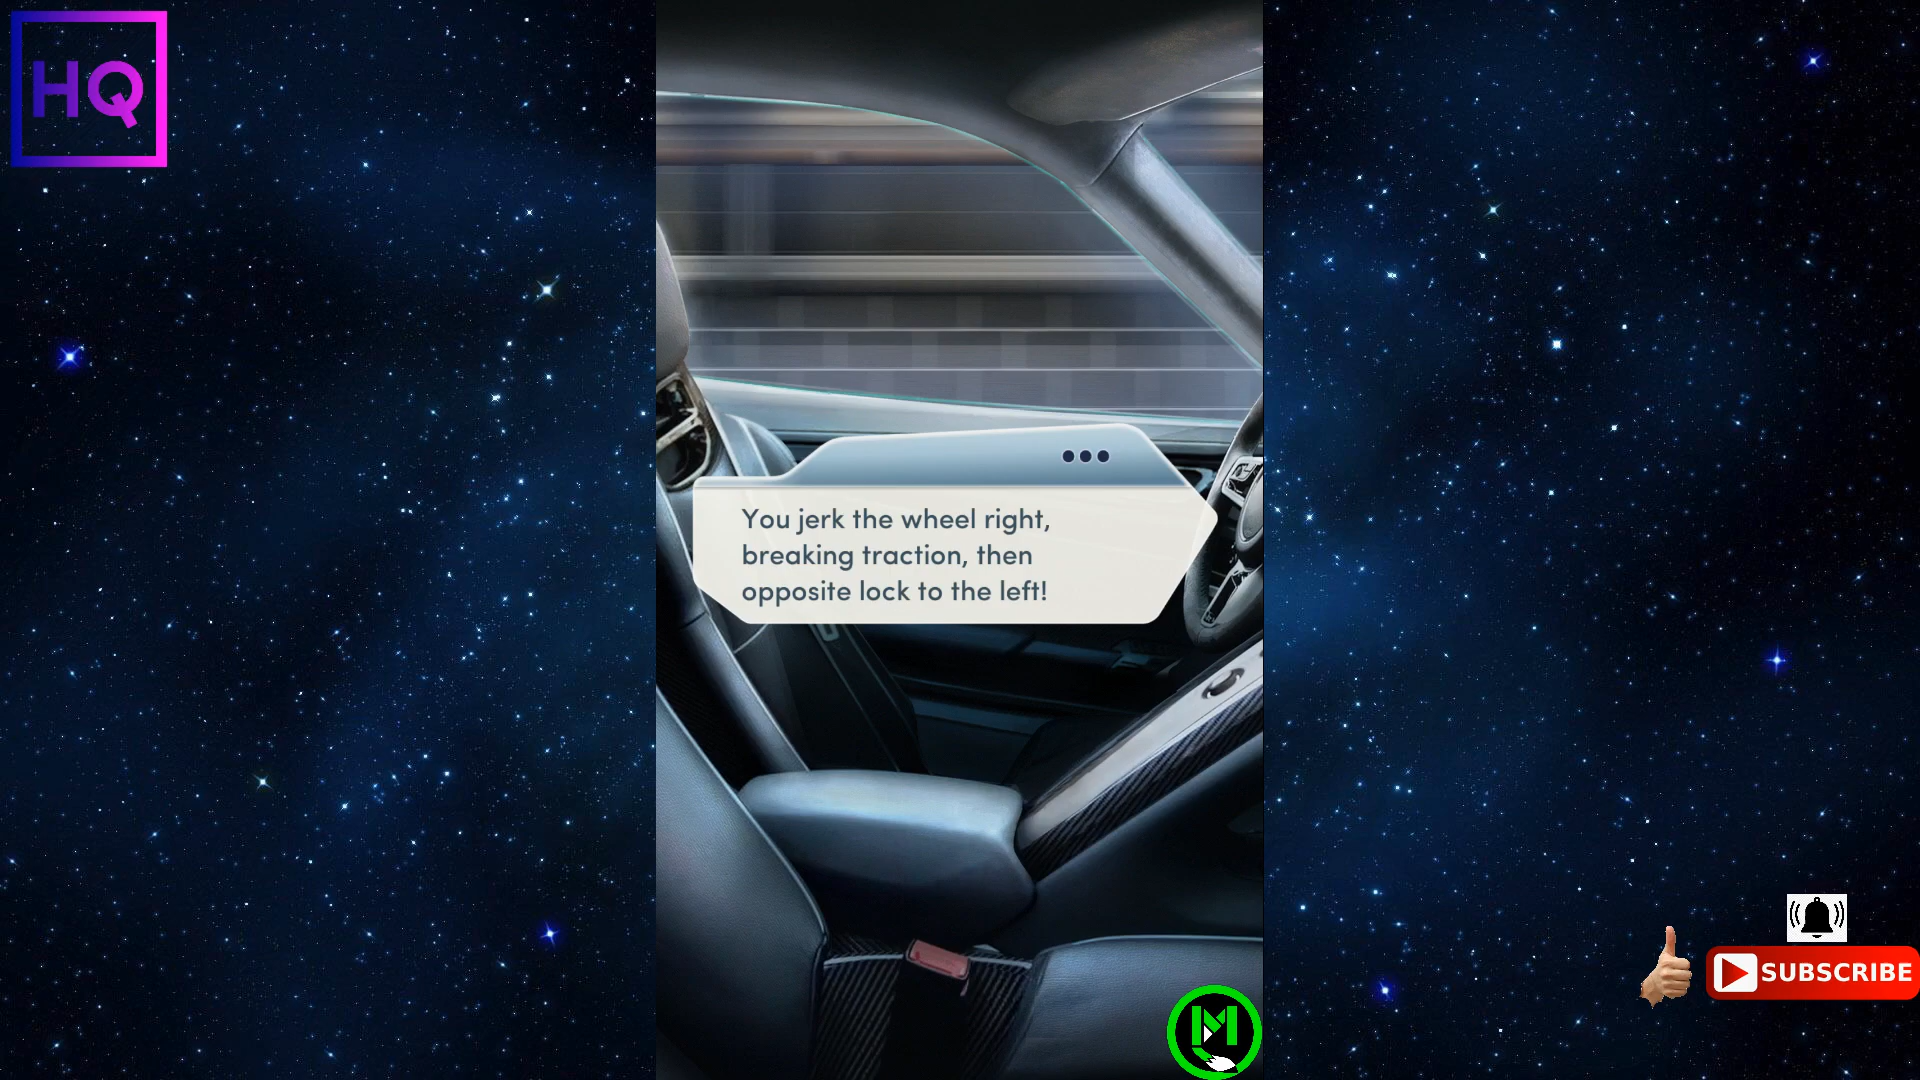 HQ
You jerk the wheel right,
breaking traction, then
opposite lock to the left!
M
SUBSCRIBE